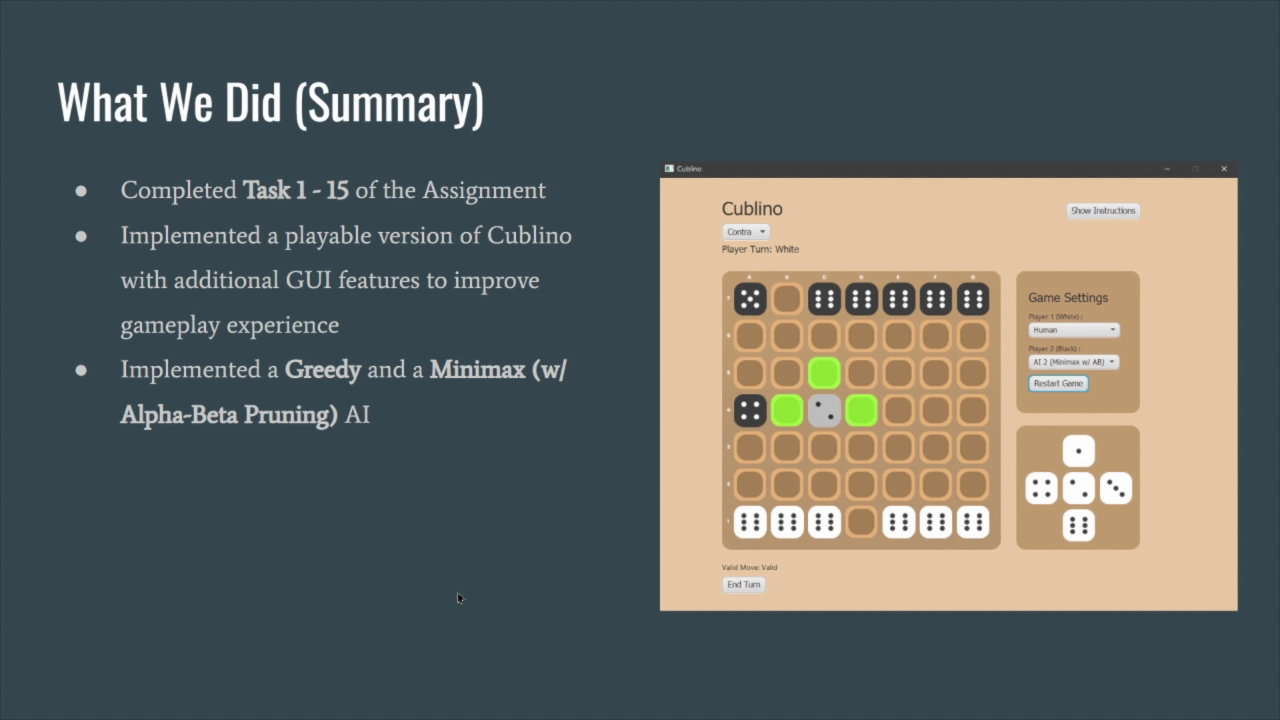 What We Did (Summary)
● Completed Task 1 - 15 of the Assignment
● Implemented a playable version of Cublino
with additional GUI features to improve
gameplay experience
● Implemented a Greedy and a Minimax (w/
Alpha-Beta Pruning) AI
Cublino
Cublino
Show Instructions
Contra
Player Turn: White
Game Settings
Player 1 (White) :
Human
Player 2 (Black) :
AI 2 (Minimax w/ AB)
Restart Game
Valid Move: Valid
End Turn